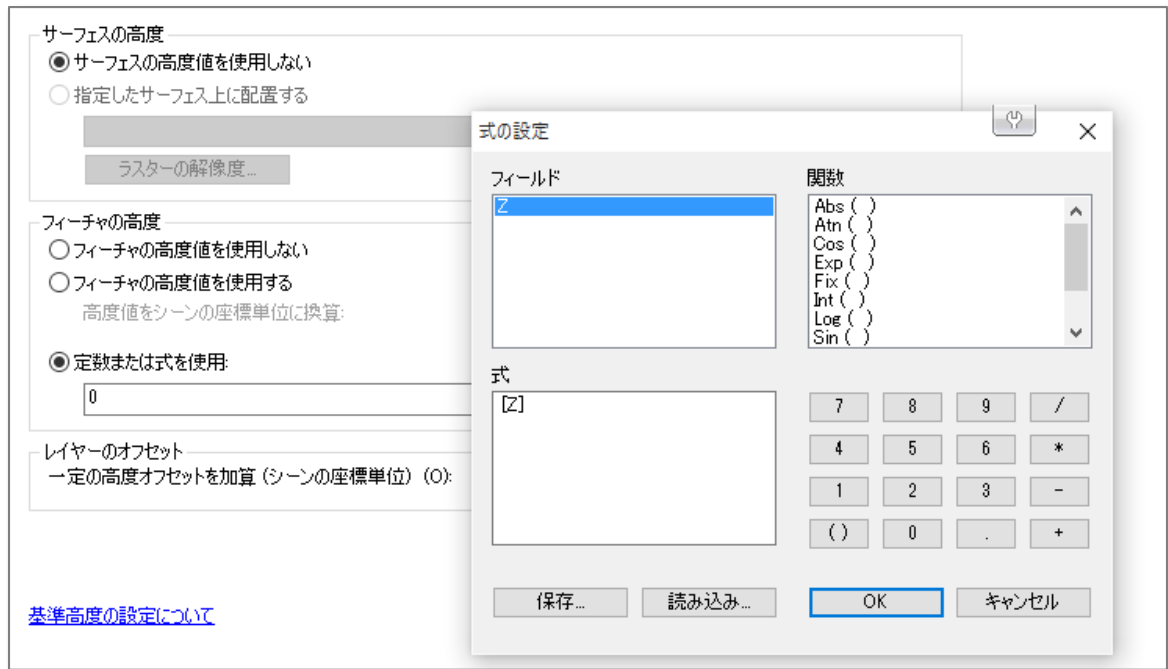 サーフェスの高度
サーフェスの高度値を使用しない
指定したサーフェス上に配置する
ラスターの解像度...
フィーチャの高度
フィーチャの高度値を使用しない
フィーチャの高度値を使用する
高度値をシーンの座標単位に換算:
定数または式を使用:
0
レイヤーのオフセット
一定の高度オフセットを加算 (シーンの座標単位) (O):
基準高度の設定について
式の設定
フィールド
Z
関数
Abs ( )
Atn ( )
Cos ( )
Exp ( )
Fix ( )
Int ( )
Log ( )
Sin ( )
式
[Z]
7 8 9 /
4 5 6 *
1 2 3 -
( ) 0 . +
保存... 読み込み... OK キャンセル